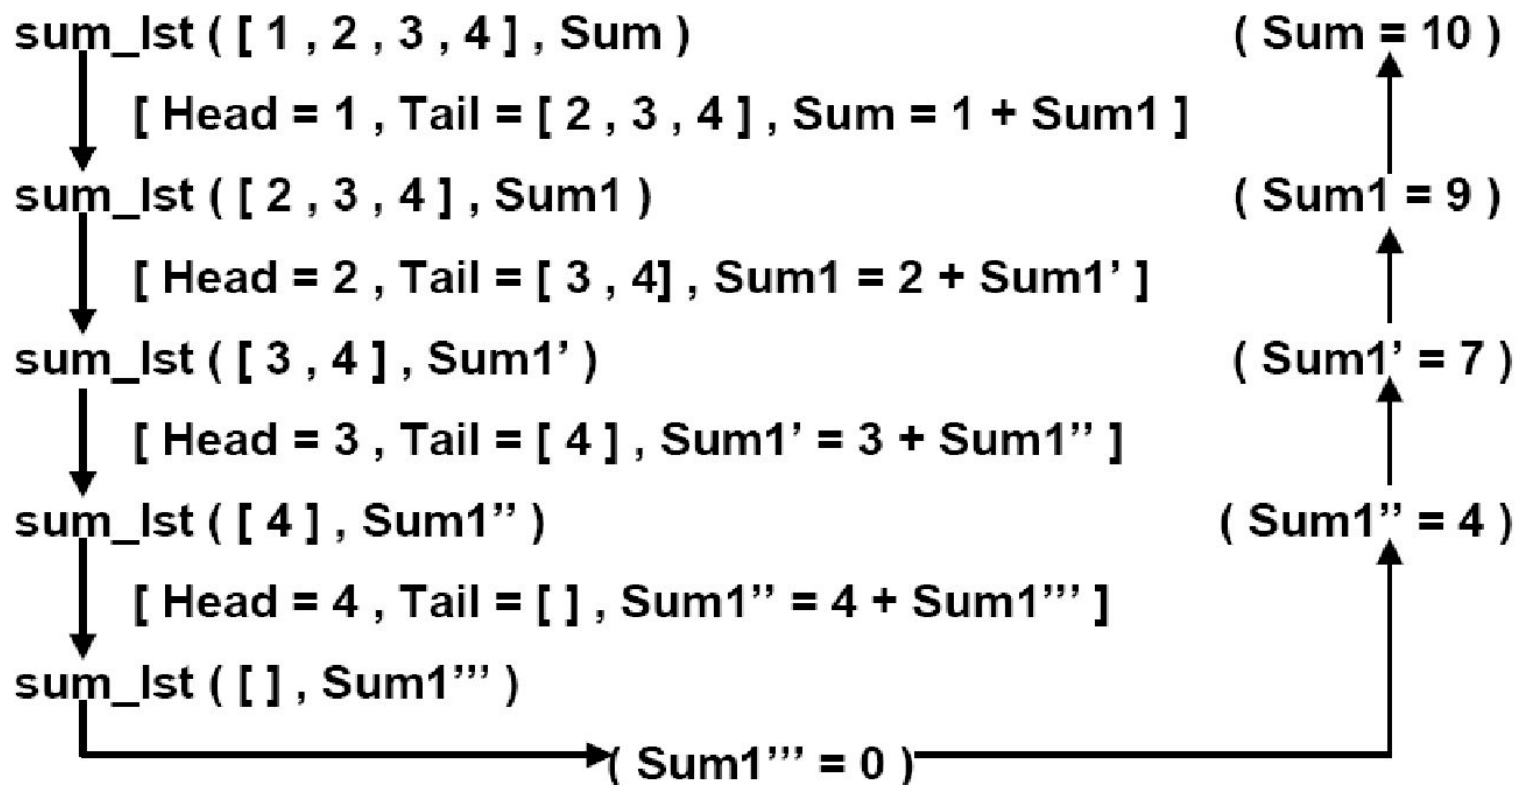 sum_lst ( [ 1 , 2 , 3 , 4 ] , Sum ) ( Sum = 10 )
[ Head = 1 , Tail = [ 2 , 3 , 4 ] , Sum = 1 + Sum1 ]
sum_lst ( [ 2 , 3 , 4 ] , Sum1 ) ( Sum1 = 9 )
[ Head = 2 , Tail = [ 3 , 4] , Sum1 = 2 + Sum1’ ]
sum_lst ( [ 3 , 4 ] , Sum1’ ) ( Sum1’ = 7 )
[ Head = 3 , Tail = [ 4 ] , Sum1’ = 3 + Sum1’’ ]
sum_lst ( [ 4 ] , Sum1’’ ) ( Sum1’’ = 4 )
[ Head = 4 , Tail = [ ] , Sum1’’ = 4 + Sum1’’’ ]
sum_lst ( [ ] , Sum1’’’ )
( Sum1’’’ = 0 )